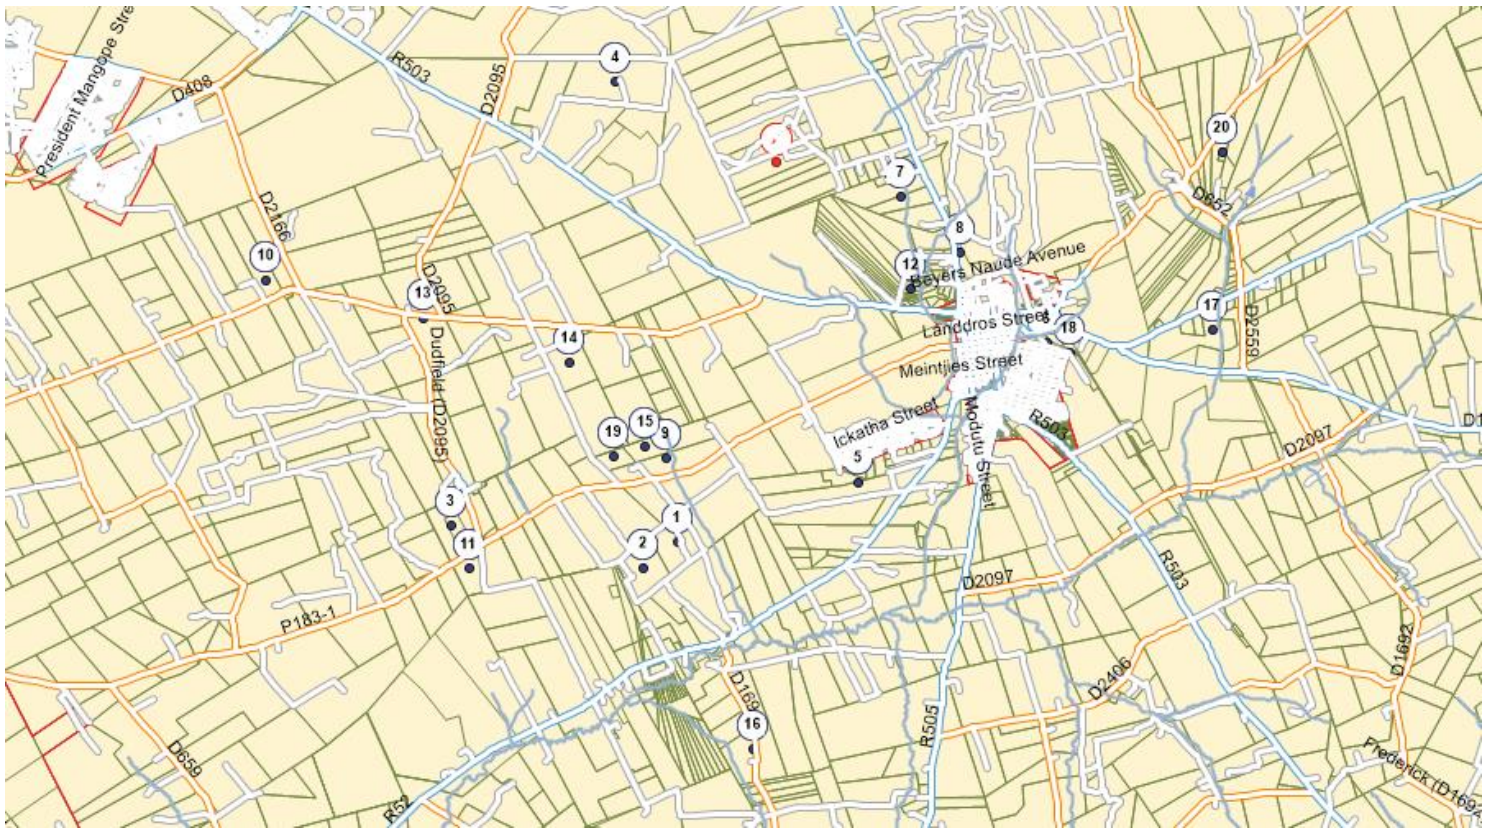 President Mangope Stre
D408
R503
D2095
4
7
20
D2166
10
D652
8
12
Beyers Naude Avenue
D2095
13
14
Landdros Street
18
17
D2559
Dudfield (D2095)
Meintjies Street
Ickatha Street
Modutu Street
R503
D1
D2097
19
15
9
5
3
11
1
2
P183-1
D2097
R503
D1692
D2406
D169
16
R505
D659
R52
Frederick (D1692